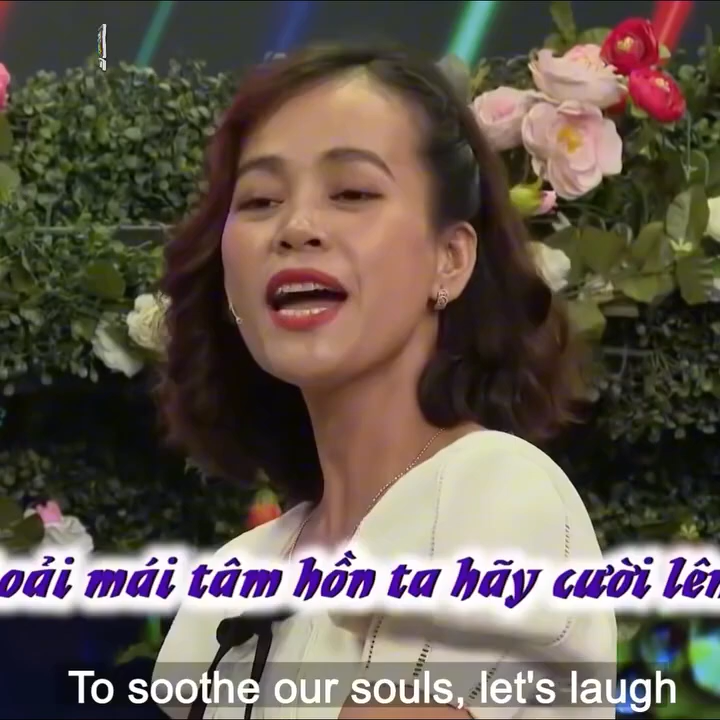 oải mái tâm hồn ta hãy cười lên
To soothe our souls, let's laugh